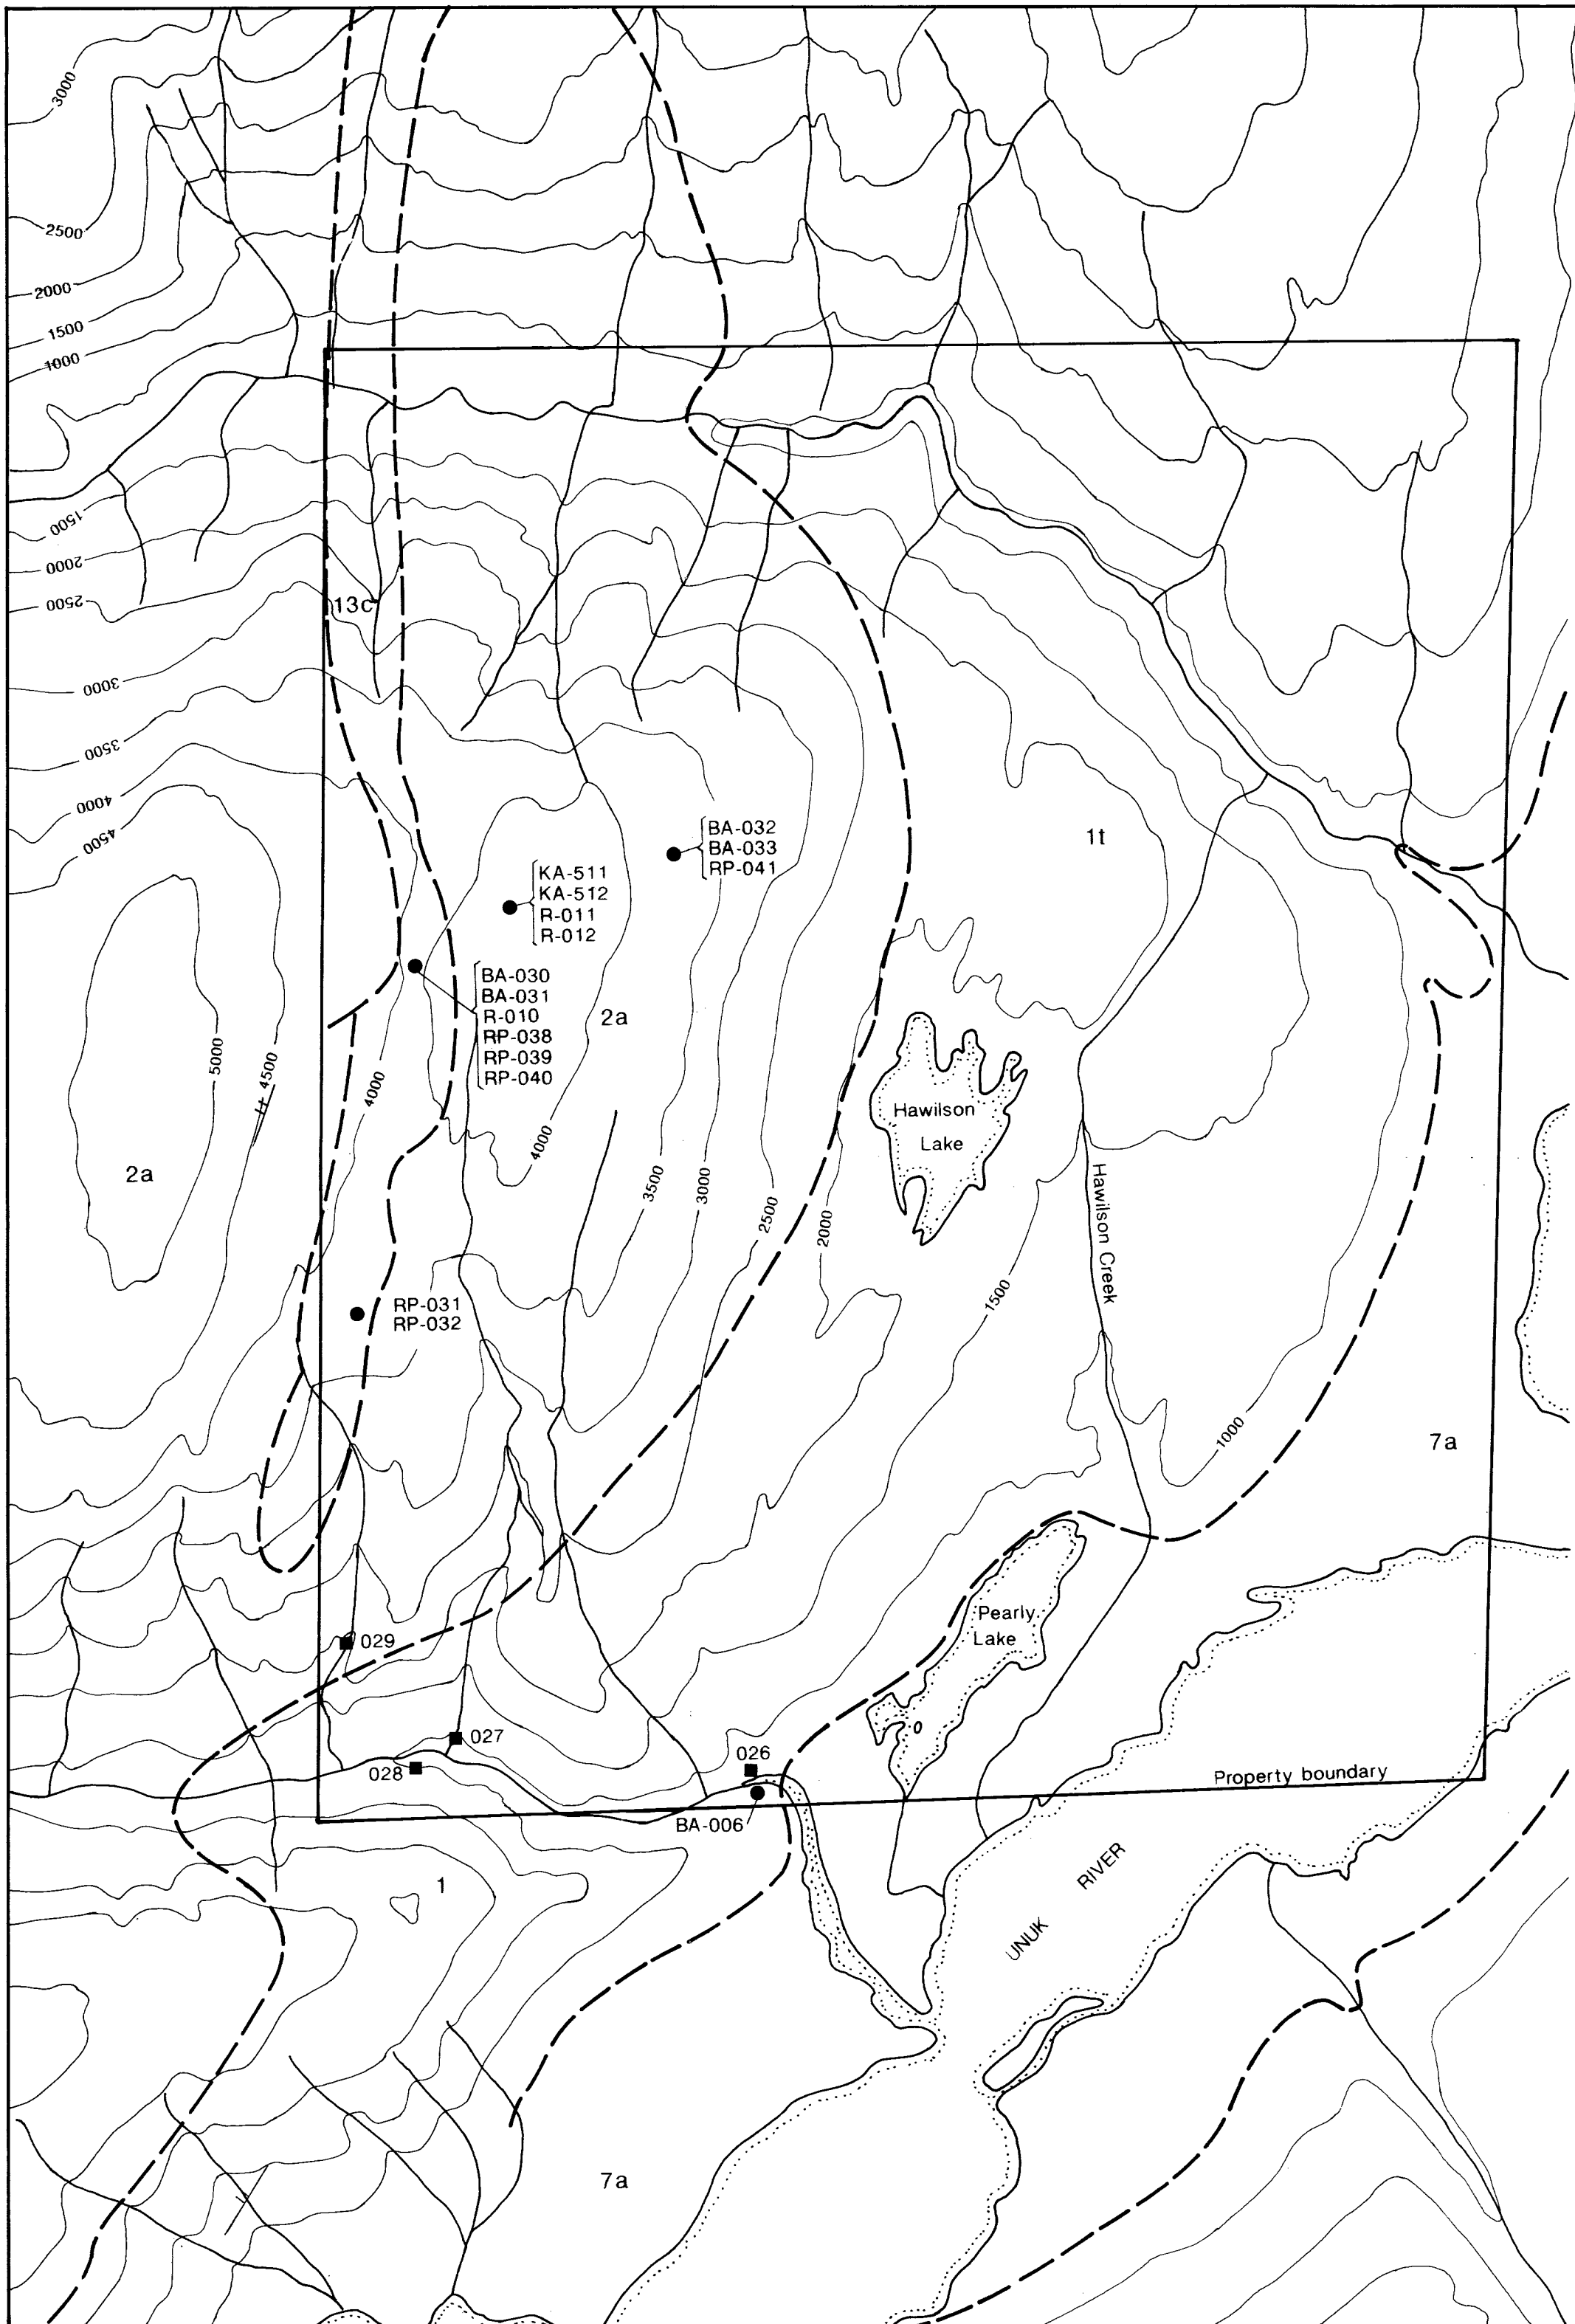 3000
2500
2000
1500
1000
1500
2000
2500
13c
3000
3500
4000
4500
BA-032
BA-033
RP-041
1t
KA-511
KA-512
R-011
R-012
BA-030
BA-031
R-010
RP-038
RP-039
RP-040
2a
5000
4500
4000
4000
3500
3000
2500
2000
Hawilson
Lake
2a
Hawilson Creek
1500
RP-031
RP-032
1000
7a
Pearly
Lake
029
027
028
026
BA-006
Property boundary
1
UNUK RIVER
7a